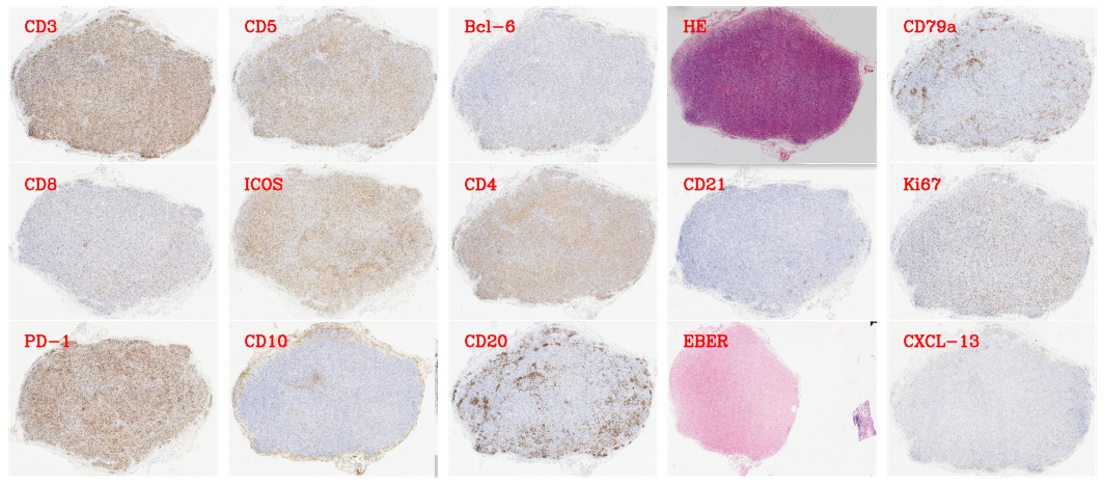 CD3
CD5
Bcl-6
HE
CD79a
CD8
ICOS
CD4
CD21
Ki67
PD-1
CD10
CD20
EBER
CXCL-13